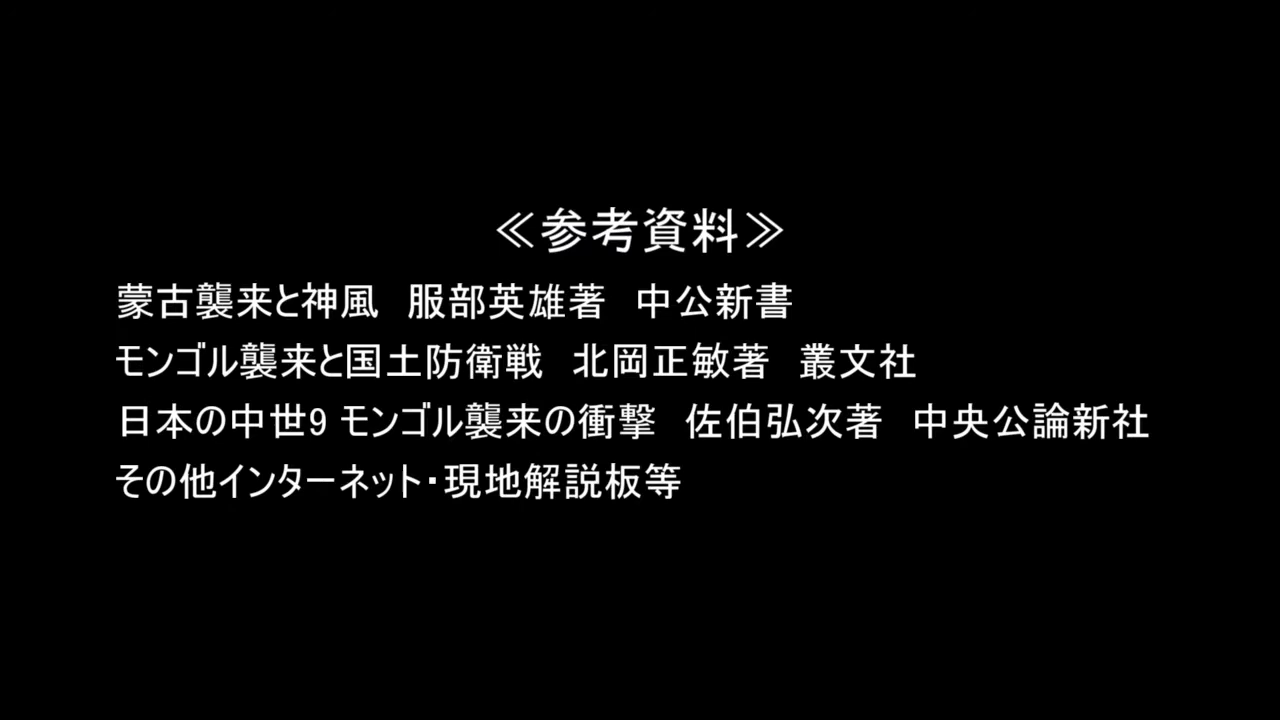 ≪参考資料≫
蒙古襲来と神風　服部英雄著　中公新書
モンゴル襲来と国土防衛戦　北岡正敏著　叢文社
日本の中世9 モンゴル襲来の衝撃　佐伯弘次著　中央公論新社
その他インターネット・現地解説板等